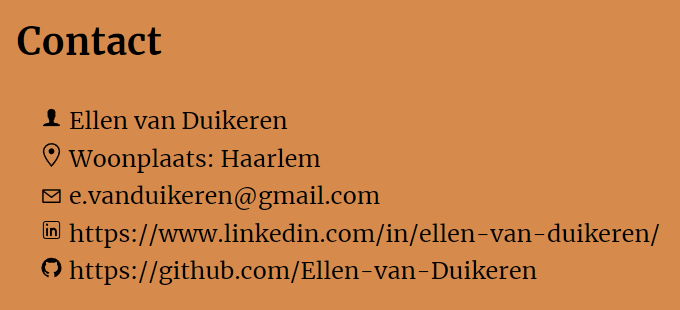 Contact
Ellen van Duikeren
Woonplaats: Haarlem
e.vanduikeren@gmail.com
https://www.linkedin.com/in/ellen-van-duikeren/
https://github.com/Ellen-van-Duikeren